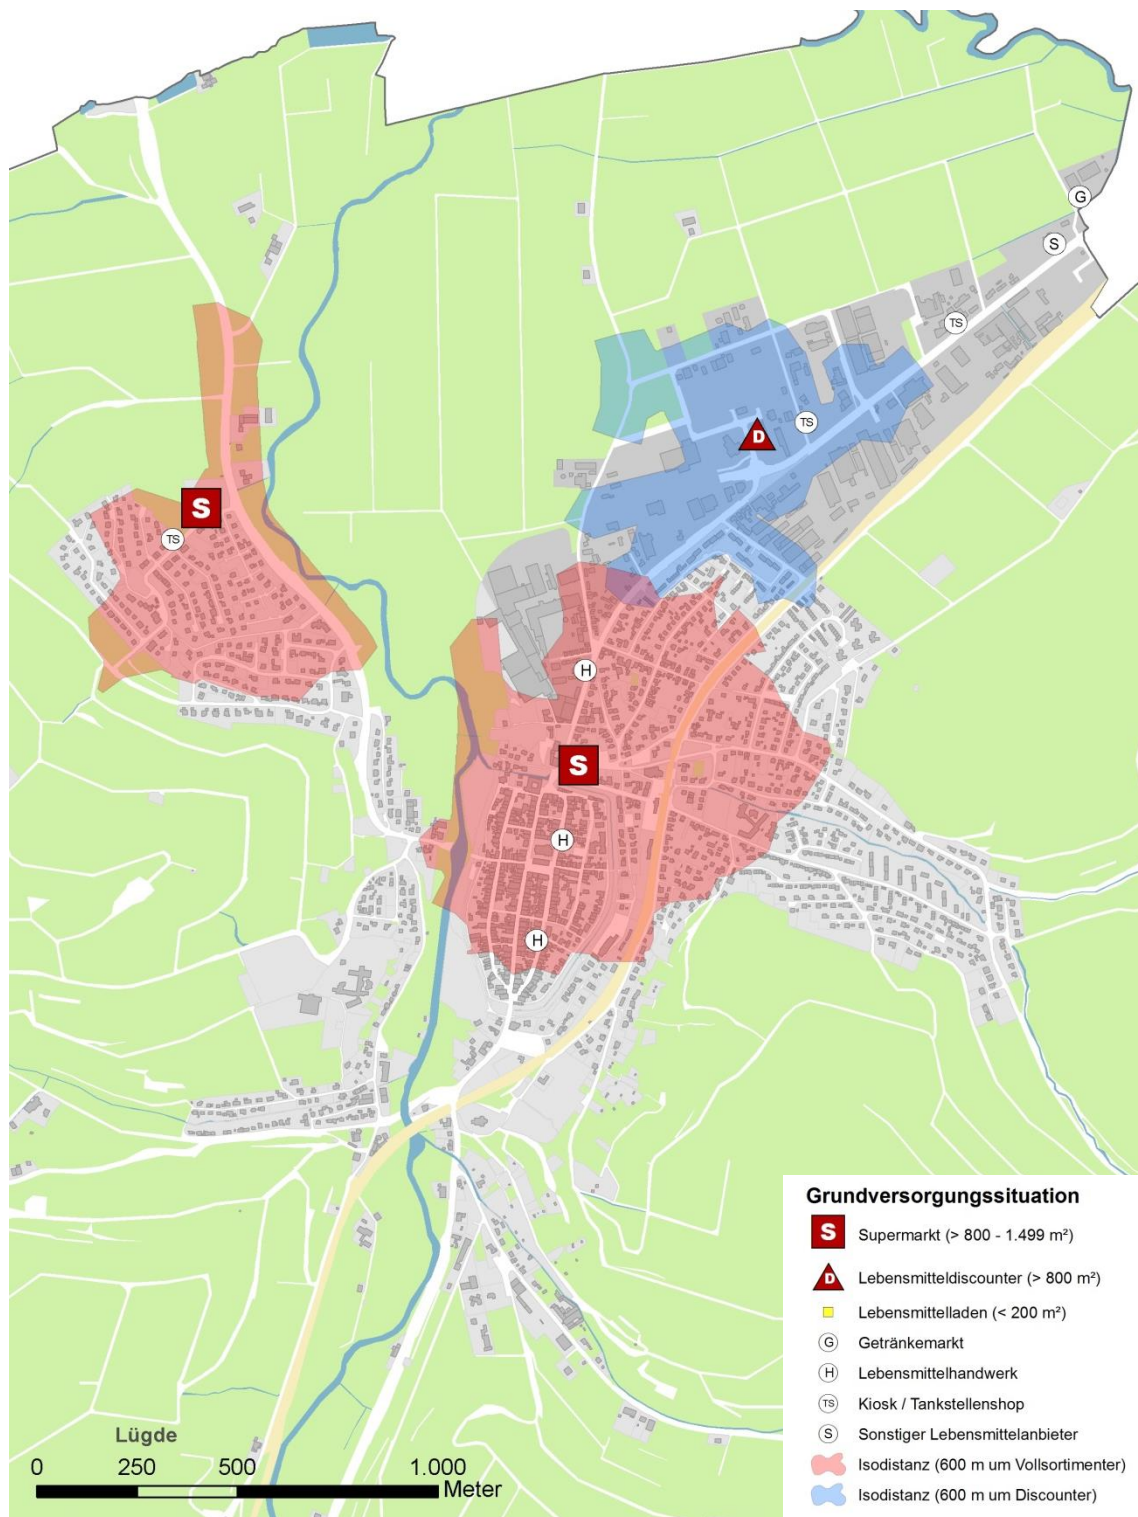 G
S
TS
TS
D
S
TS
H
S
H
H
Grundversorgungssituation
S Supermarkt (> 800 - 1.499 m²)
D Lebensmitteldiscounter (> 800 m²)
Lebensmittelladen (< 200 m²)
G Getränkemarkt
H Lebensmittelhandwerk
TS Kiosk / Tankstellenshop
S Sonstiger Lebensmittelanbieter
Isodistanz (600 m um Vollsortimenter)
Isodistanz (600 m um Discounter)
Lügde
0 250 500 1.000
Meter